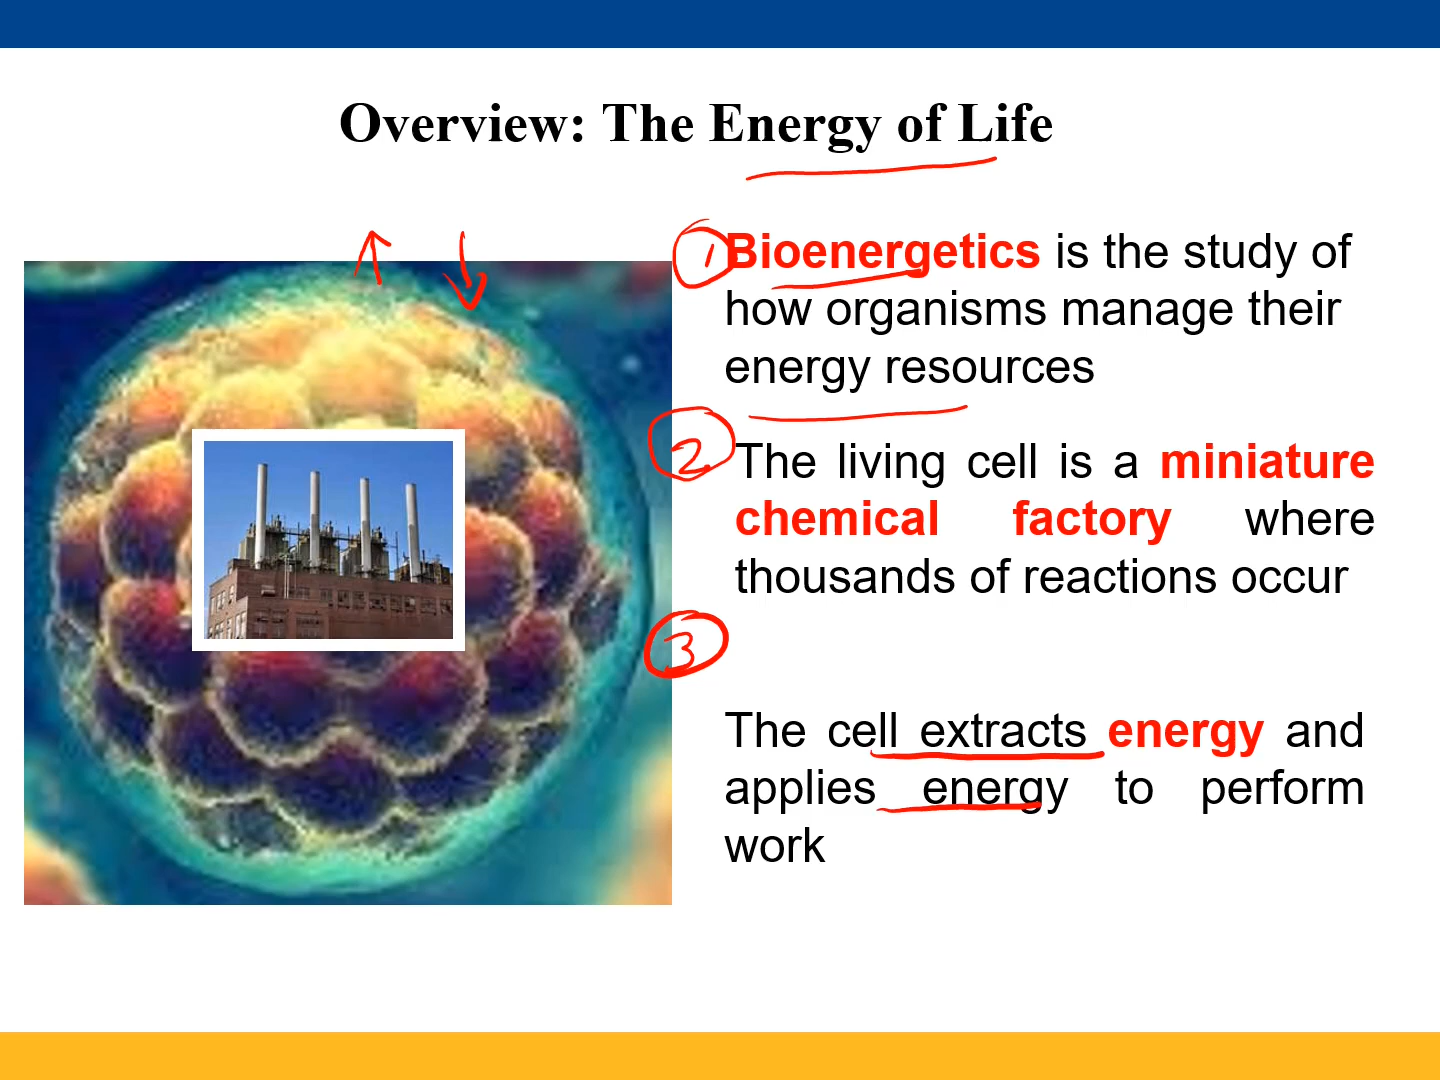 Overview: The Energy of Life
1 Bioenergetics is the study of
how organisms manage their
energy resources
2 The living cell is a miniature
chemical factory where
thousands of reactions occur
3
The cell extracts energy and
applies energy to perform
work